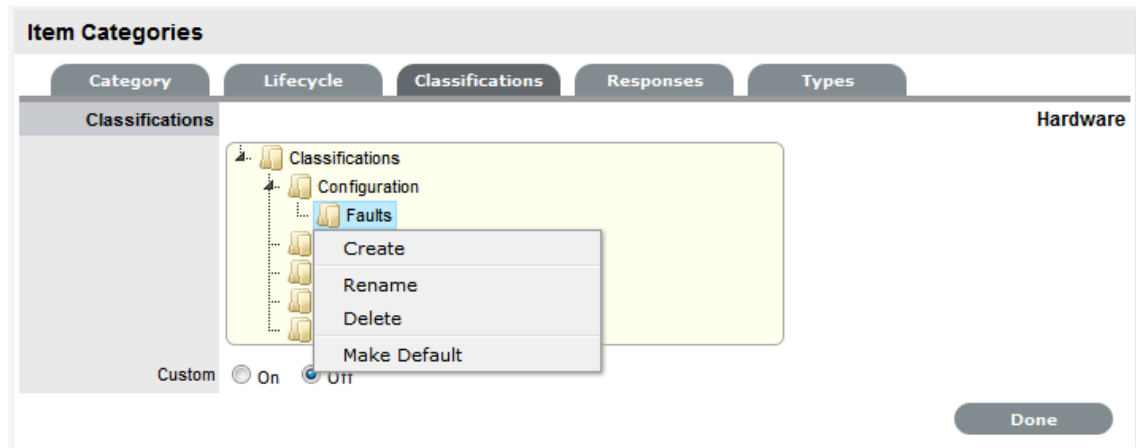 Item Categories
Category Lifecycle Classifications Responses Types
Classifications Hardware
Classifications
Configuration
Faults
Create
Rename
Delete
Make Default
Custom On Off
Done